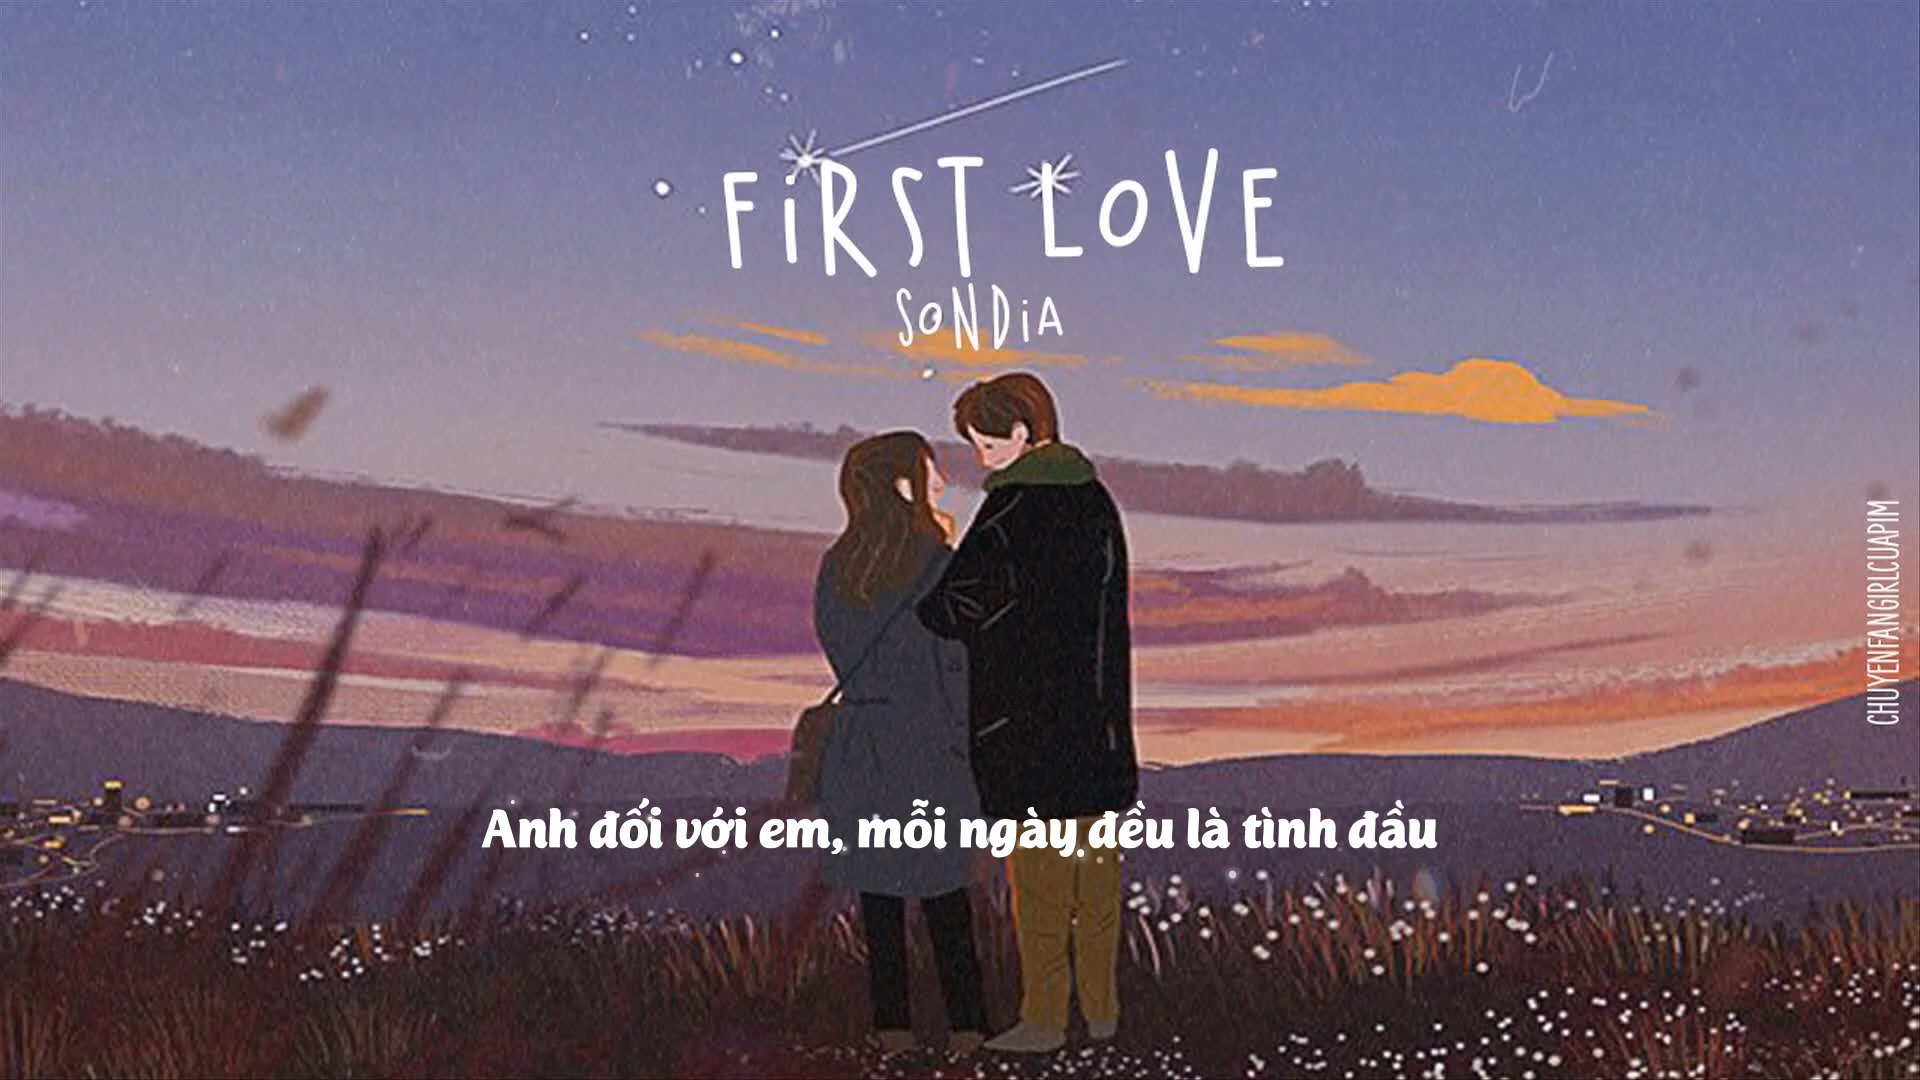 FiRST LOVE
SONDiA
CHUYENFANGIRLCUAPIM
Anh đối với em, mỗi ngày đều là tình đầu